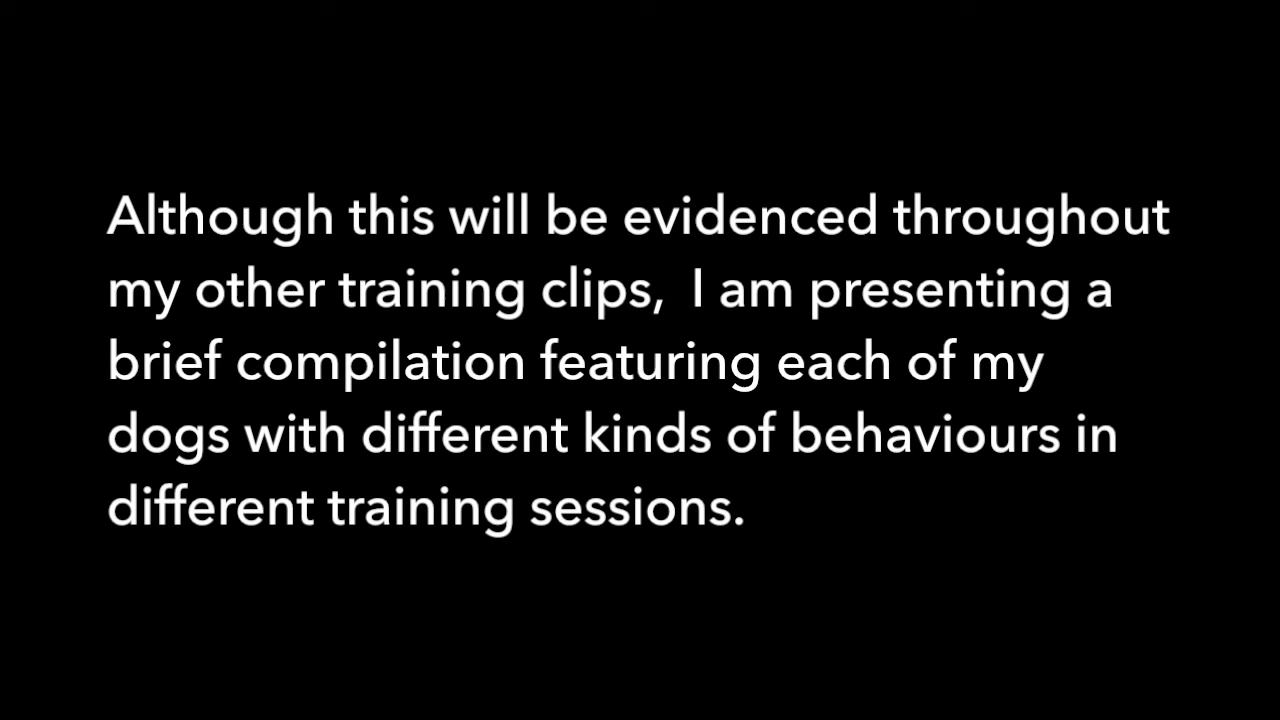 Although this will be evidenced throughout
my other training clips,  I am presenting a
brief compilation featuring each of my
dogs with different kinds of behaviours in
different training sessions.